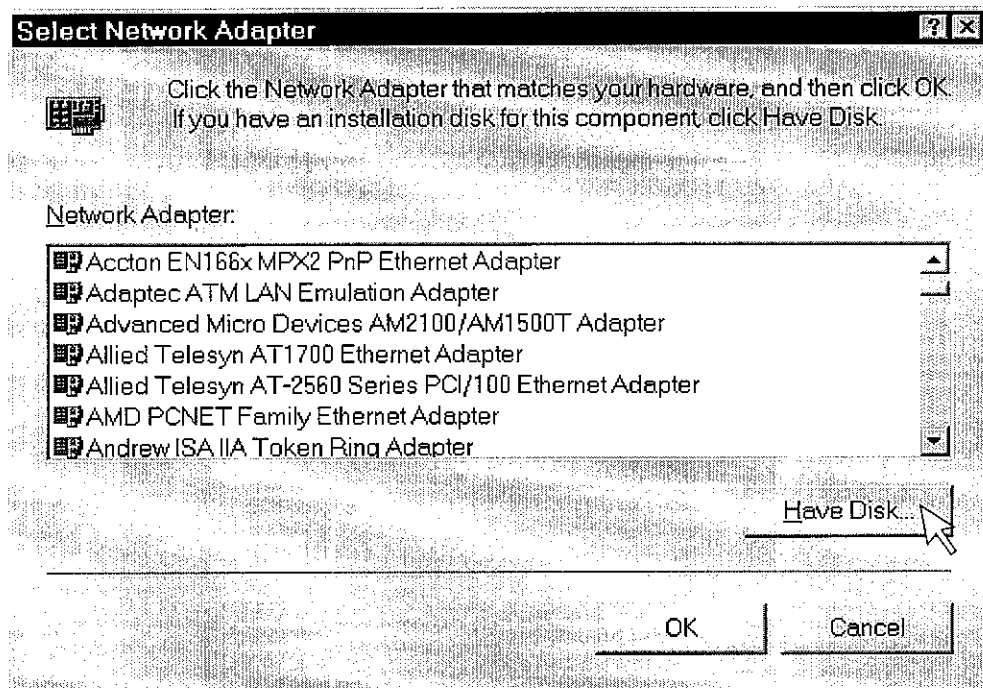 Select Network Adapter
Click the Network Adapter that matches your hardware, and then click OK.
If you have an installation disk for this component, click Have Disk.
Network Adapter:
Accton EN166x MPX2 PnP Ethernet Adapter
Adaptec ATM LAN Emulation Adapter
Advanced Micro Devices AM2100/AM1500T Adapter
Allied Telesyn AT1700 Ethernet Adapter
Allied Telesyn AT-2560 Series PCI/100 Ethernet Adapter
AMD PCNET Family Ethernet Adapter
Andrew ISA IIA Token Ring Adapter
Have Disk...
OK Cancel